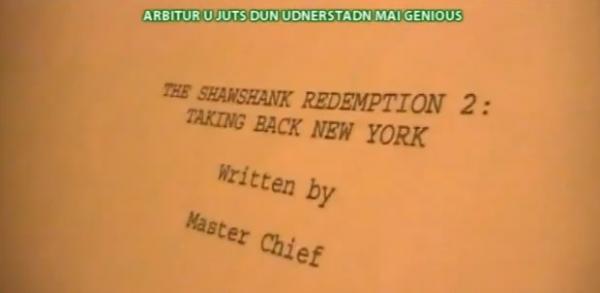 ARBITUR U JUTS DUN UDNERSTADN MAI GENIOUS
THE SHAWSHANK REDEMPTION 2:
TAKING BACK NEW YORK
Written by
Master Chief